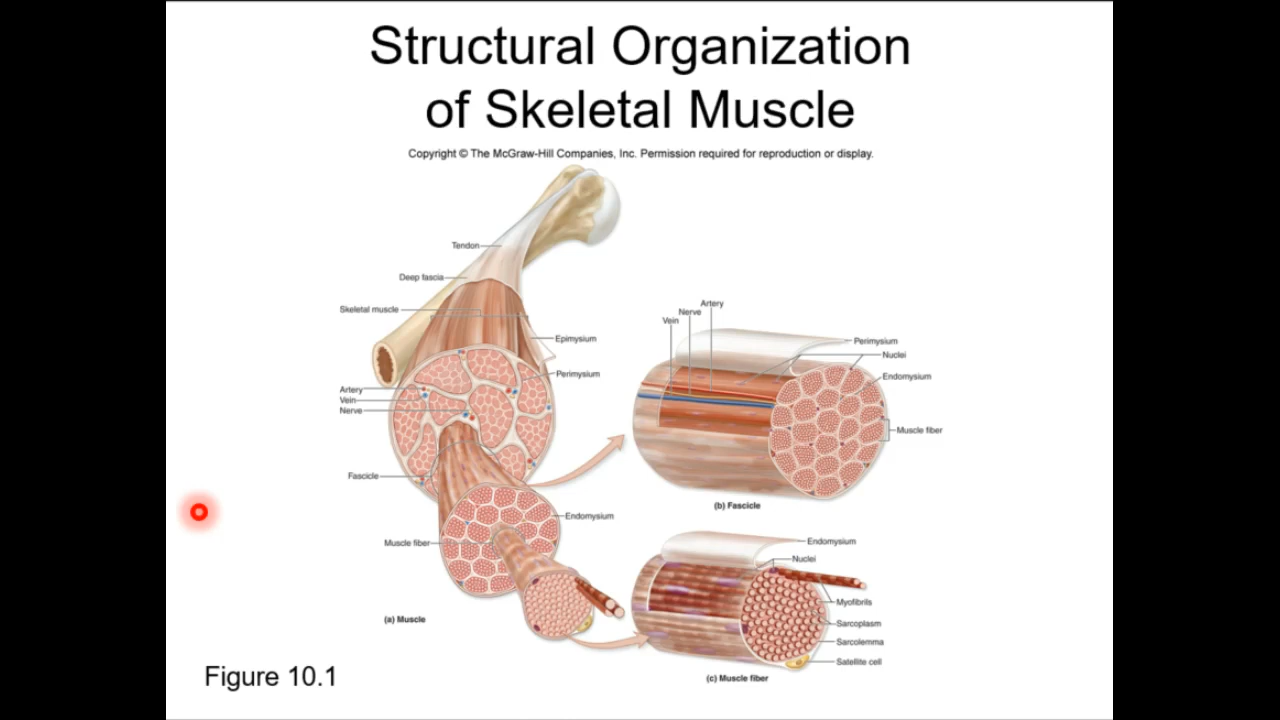 Structural Organization
of Skeletal Muscle
Copyright © The McGraw-Hill Companies, Inc. Permission required for reproduction or display.
Tendon
Deep fascia
Skeletal muscle
Epimysium
Perimysium
Artery
Vein
Nerve
Fascicle
Endomysium
Muscle fiber
(a) Muscle
Artery
Nerve
Vein
Perimysium
Nuclei
Endomysium
Muscle fiber
(b) Fascicle
Endomysium
Nuclei
Myofibrils
Sarcoplasm
Sarcolemma
Satellite cell
(c) Muscle fiber
Figure 10.1